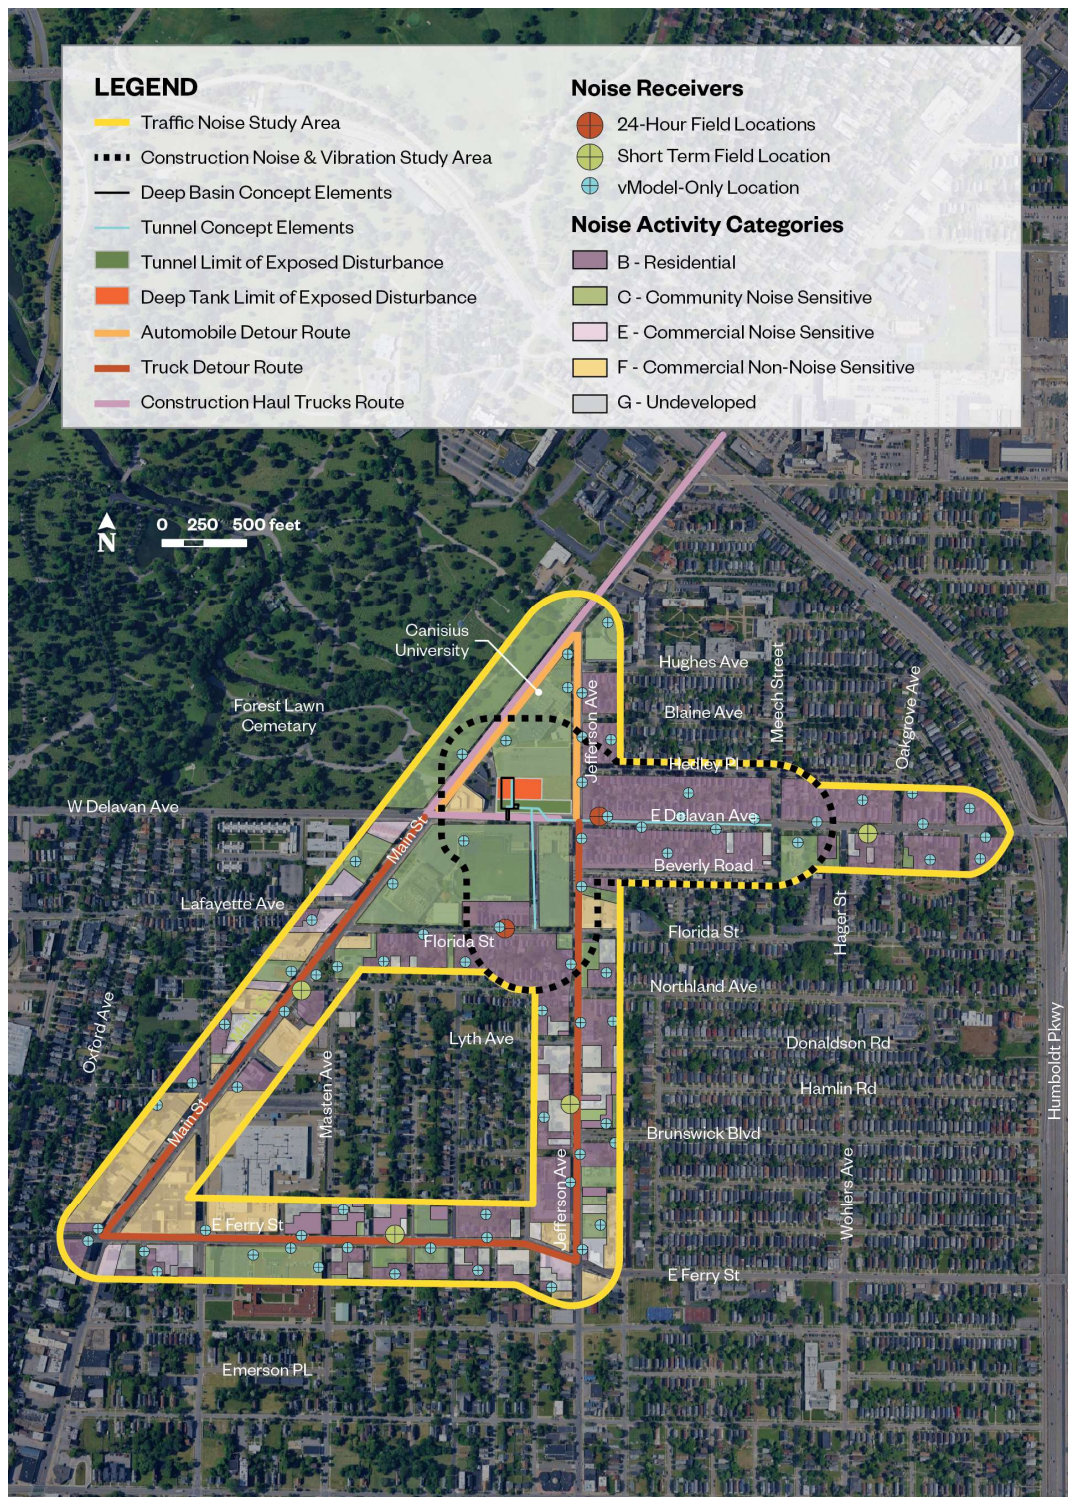 LEGEND
Traffic Noise Study Area
Construction Noise & Vibration Study Area
Deep Basin Concept Elements
Tunnel Concept Elements
Tunnel Limit of Exposed Disturbance
Deep Tank Limit of Exposed Disturbance
Automobile Detour Route
Truck Detour Route
Construction Haul Trucks Route
Noise Receivers
24-Hour Field Locations
Short Term Field Location
vModel-Only Location
Noise Activity Categories
B - Residential
C - Community Noise Sensitive
E - Commercial Noise Sensitive
F - Commercial Non-Noise Sensitive
G - Undeveloped
0 250 500 feet
N
Canisius
University
Hughes Ave
Meech Street
Oakgrove Ave
Forest Lawn
Cemetary
Jefferson Ave
Blaine Ave
Hedley Pl
W Delavan Ave
E Delavan Ave
Main St
Beverly Road
Lafayette Ave
Florida St
Florida St
Hager St
Northland Ave
Oxford Ave
Lyth Ave
Donaldson Rd
Humboldt Pkwy
Masten Ave
Hamlin Rd
Main St
Brunswick Blvd
Jefferson Ave
Wohlers Ave
E Ferry St
E Ferry St
Emerson PL